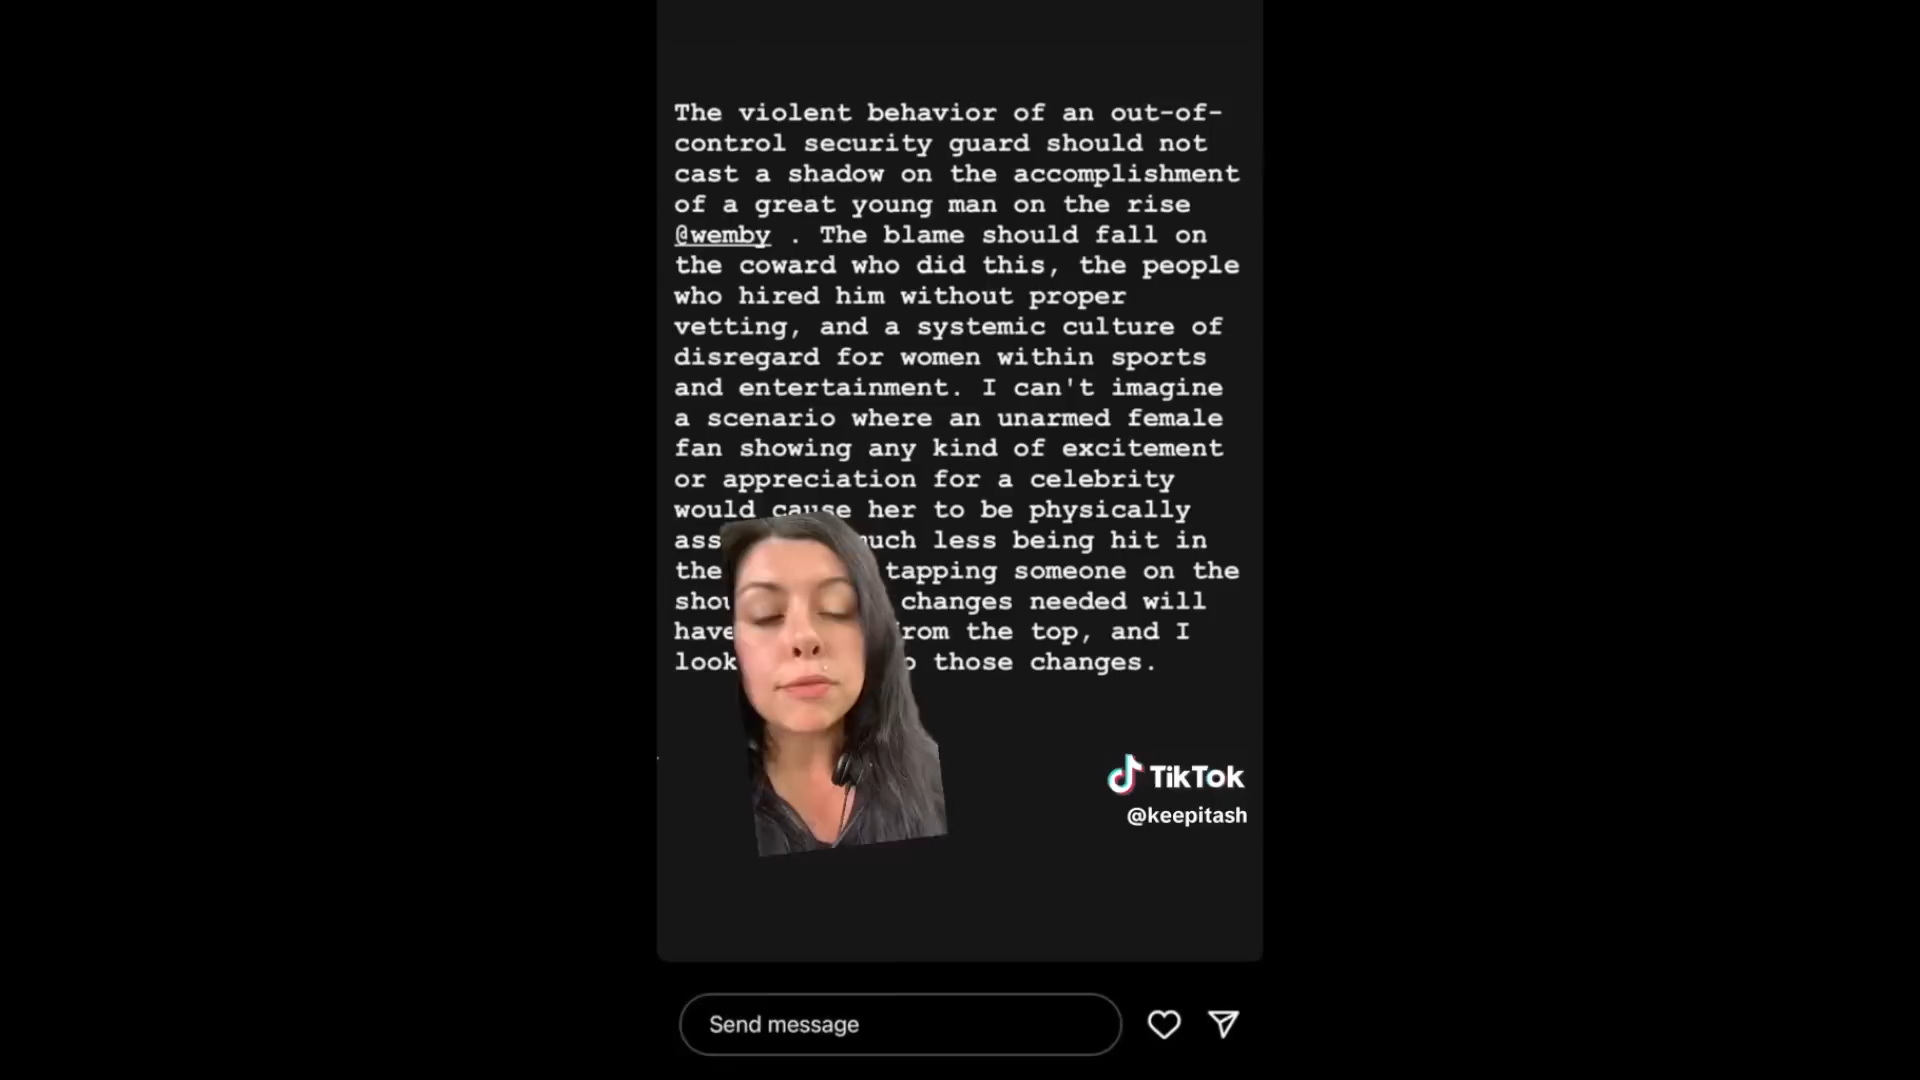 The violent behavior of an out-of-
control security guard should not
cast a shadow on the accomplishment
of a great young man on the rise
@wemby . The blame should fall on
the coward who did this, the people
who hired him without proper
vetting, and a systemic culture of
disregard for women within sports
and entertainment. I can't imagine
a scenario where an unarmed female
fan showing any kind of excitement
or appreciation for a celebrity
would cause her to be physically
much less being hit in
the tapping someone on the
changes needed will
have from the top, and I
look those changes.
TikTok
@keepitash
Send message